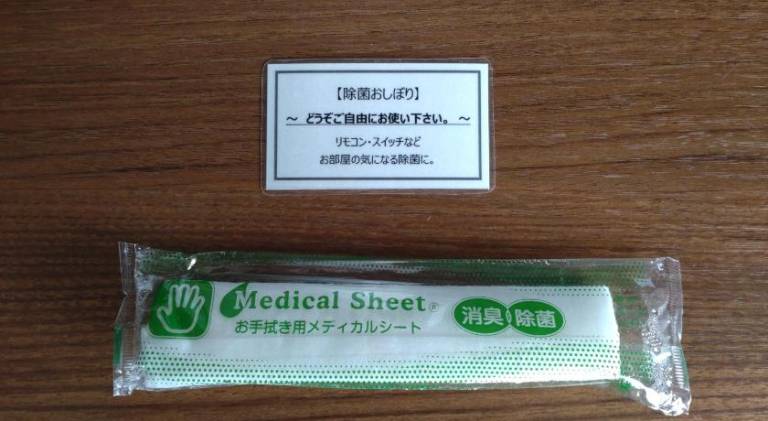 【除菌おしぼり】
～ どうぞご自由にお使い下さい。 ～
リモコン・スイッチなど
お部屋の気になる除菌に。
Medical Sheet®
お手拭き用メディカルシート
消臭 除菌